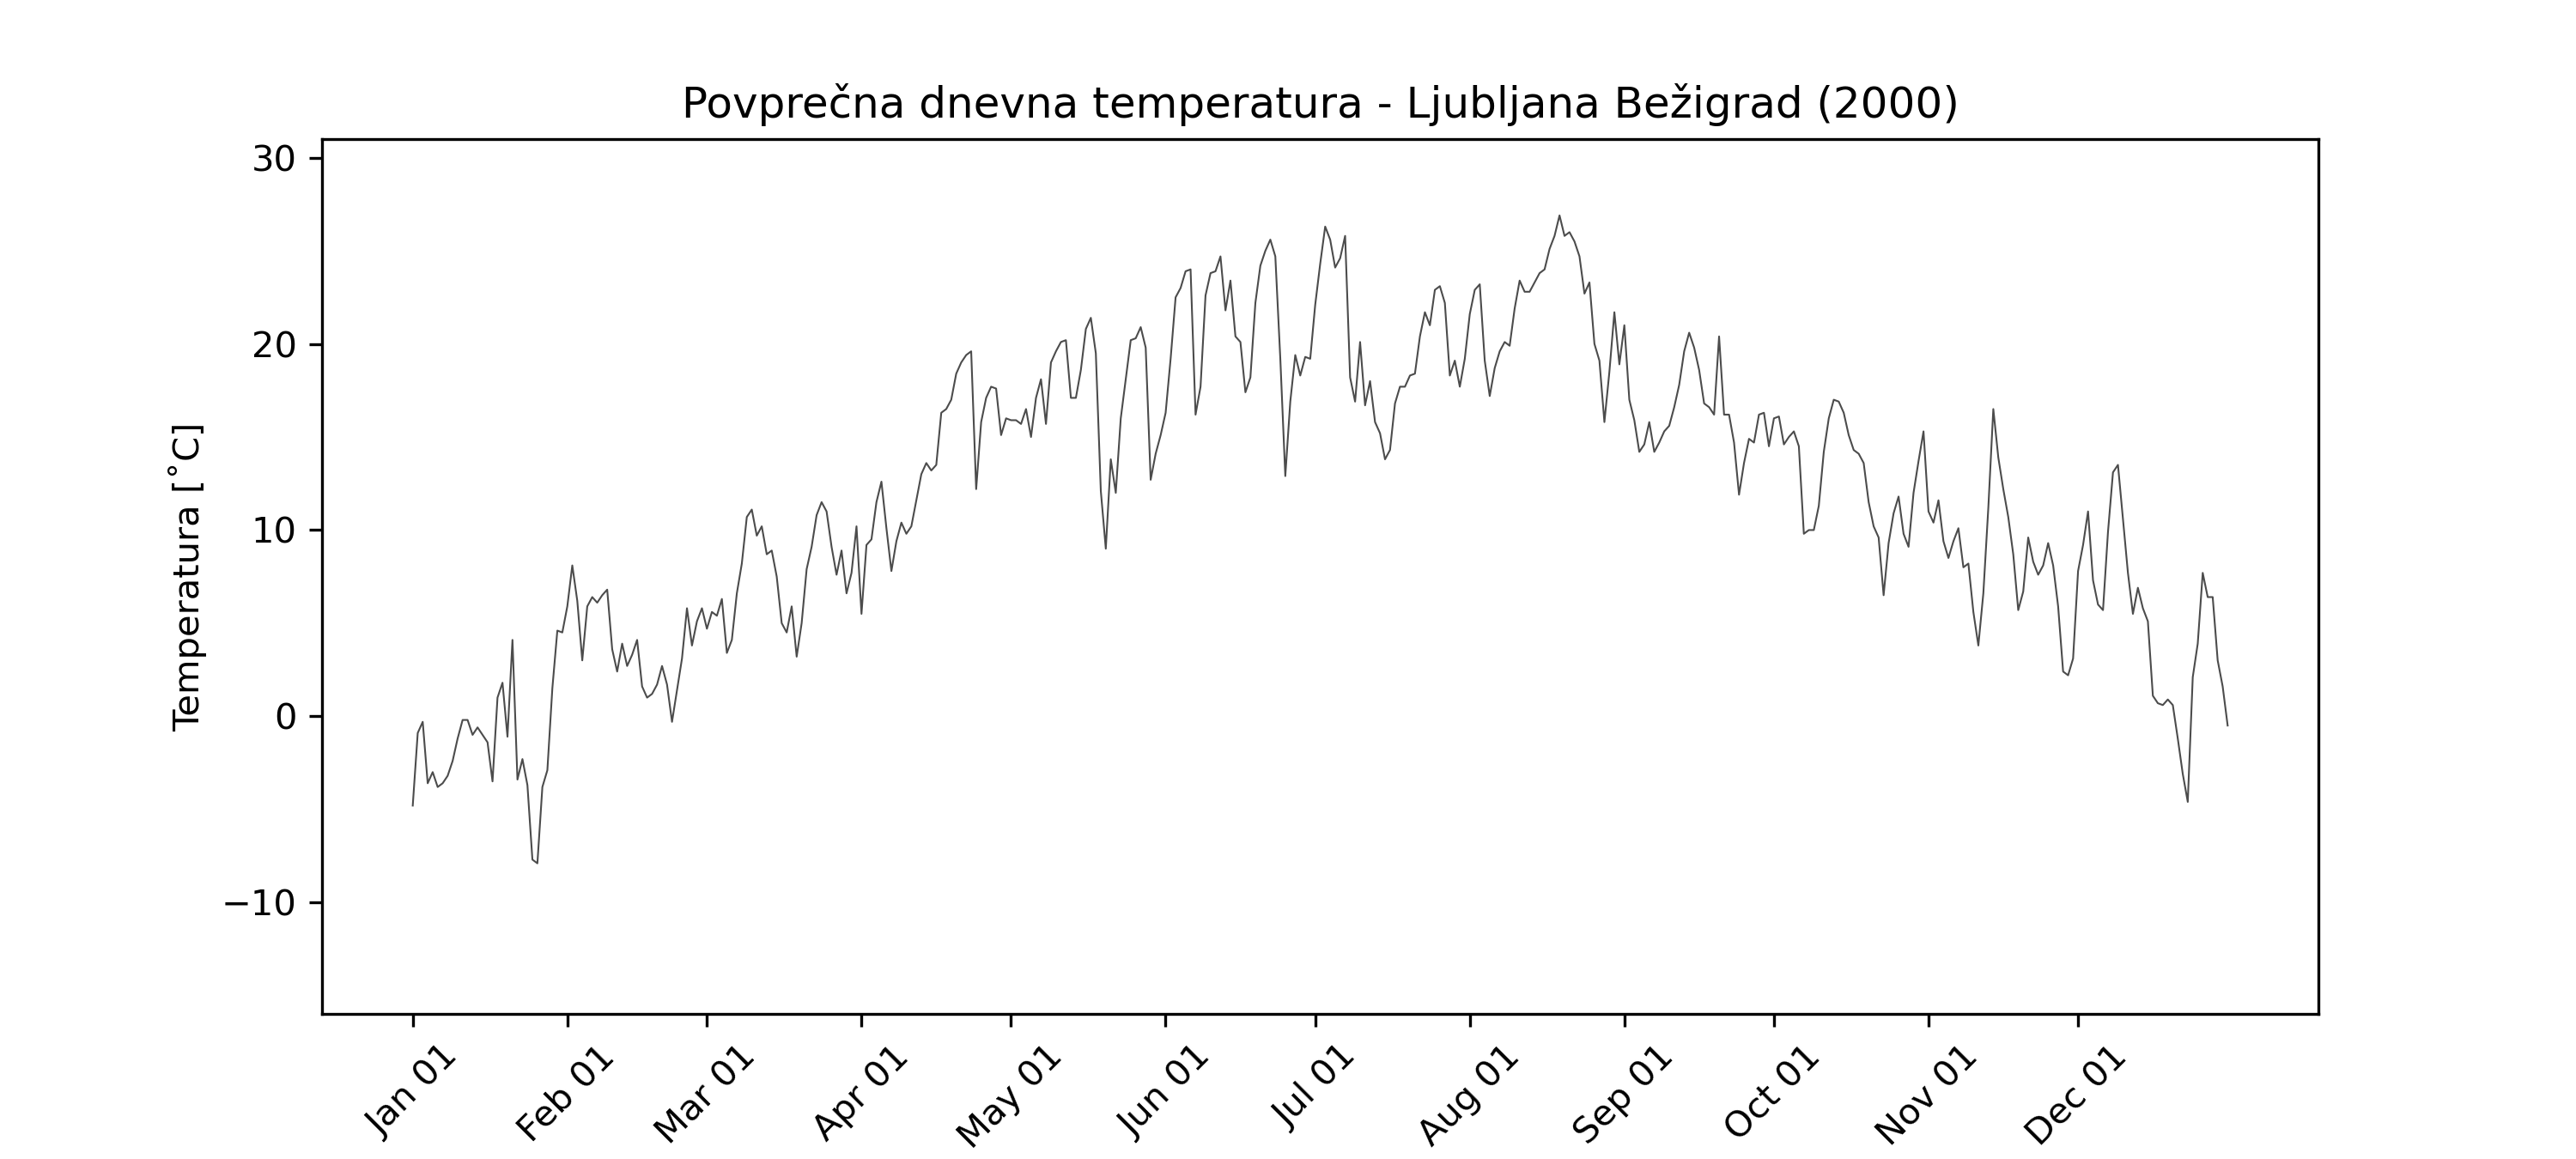 Povprečna dnevna temperatura - Ljubljana Bežigrad (2000)
Temperatura [˚C]
30
20
10
0
−10
Jan 01
Feb 01
Mar 01
Apr 01
May 01
Jun 01
Jul 01
Aug 01
Sep 01
Oct 01
Nov 01
Dec 01